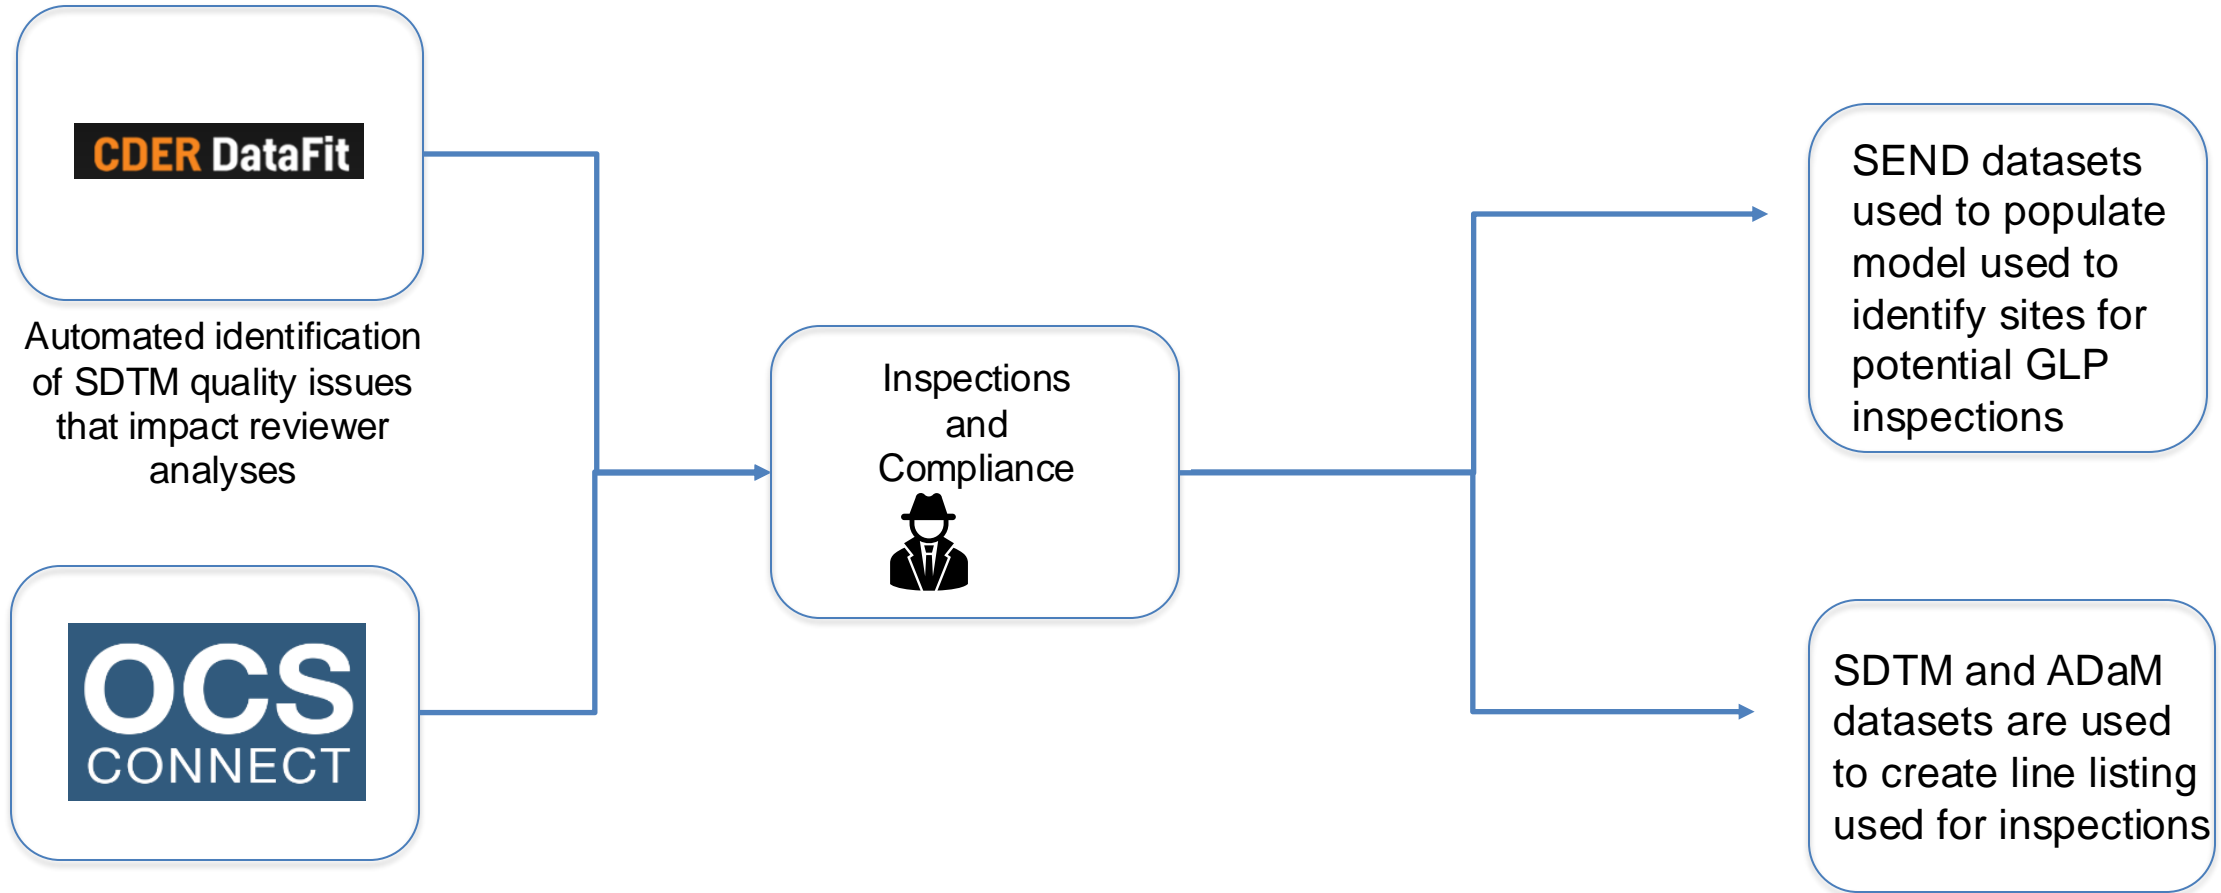 CDER DataFit
Automated identification
of SDTM quality issues
that impact reviewer
analyses
OCS
CONNECT
Inspections
and
Compliance
SEND datasets
used to populate
model used to
identify sites for
potential GLP
inspections
SDTM and ADaM
datasets are used
to create line listing
used for inspections